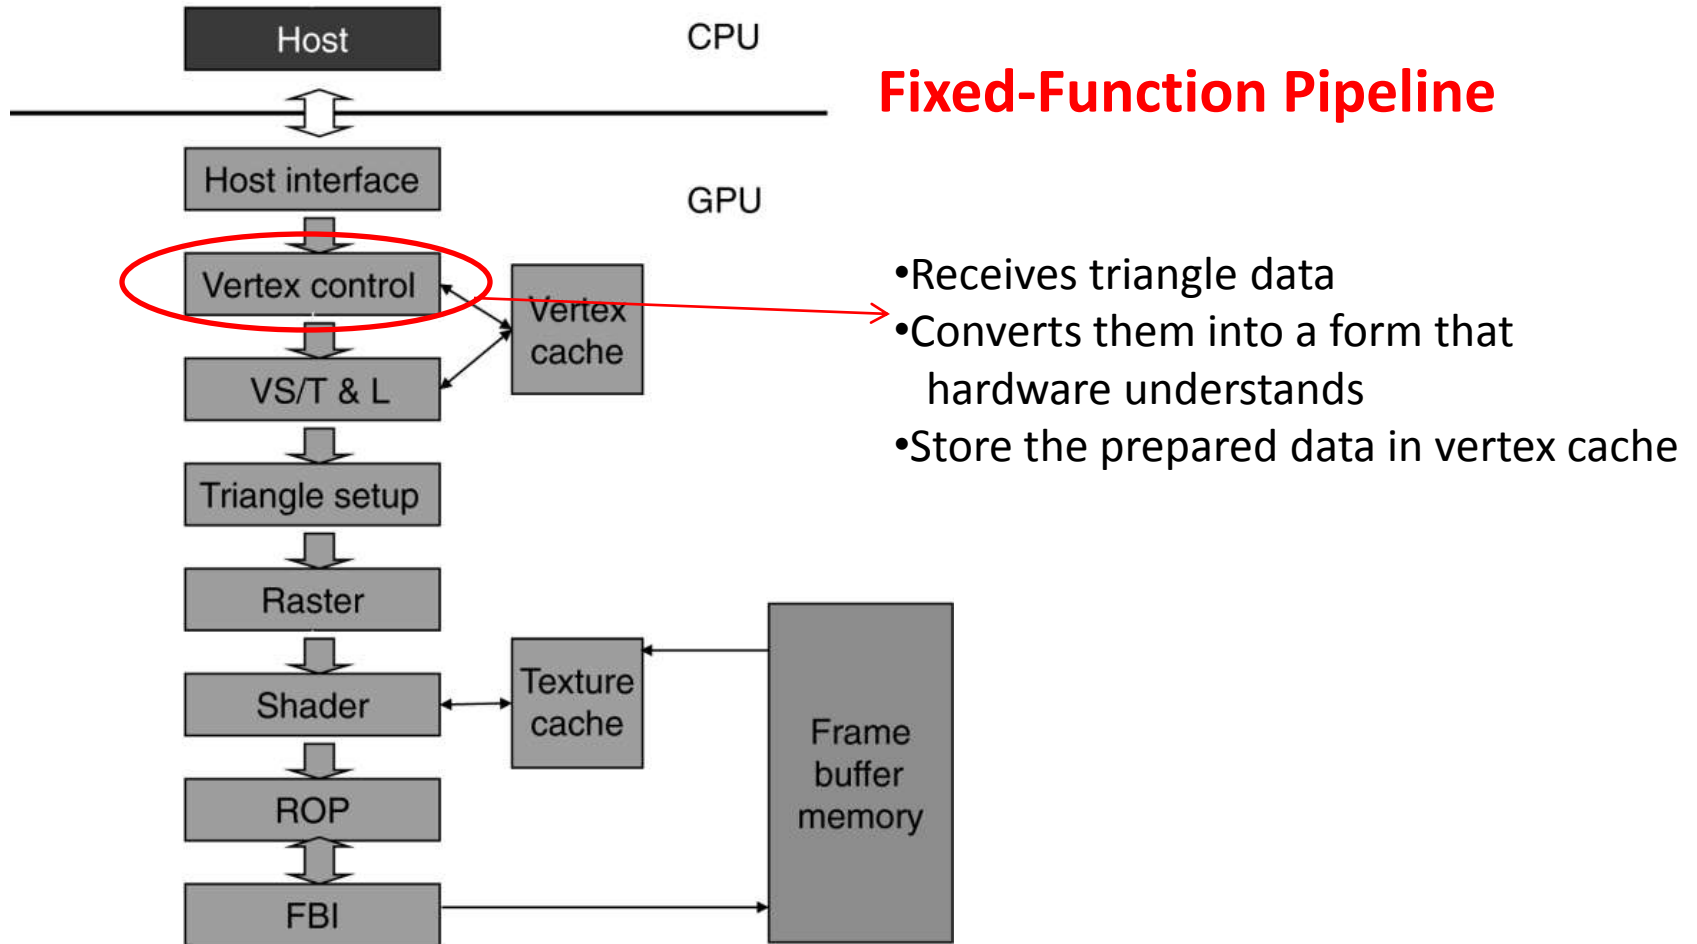 Host
CPU
Fixed-Function Pipeline
Host interface
GPU
Vertex control
Vertex
cache
•Receives triangle data
•Converts them into a form that
hardware understands
•Store the prepared data in vertex cache
VS/T & L
Triangle setup
Raster
Shader
Texture
cache
Frame
buffer
memory
ROP
FBI